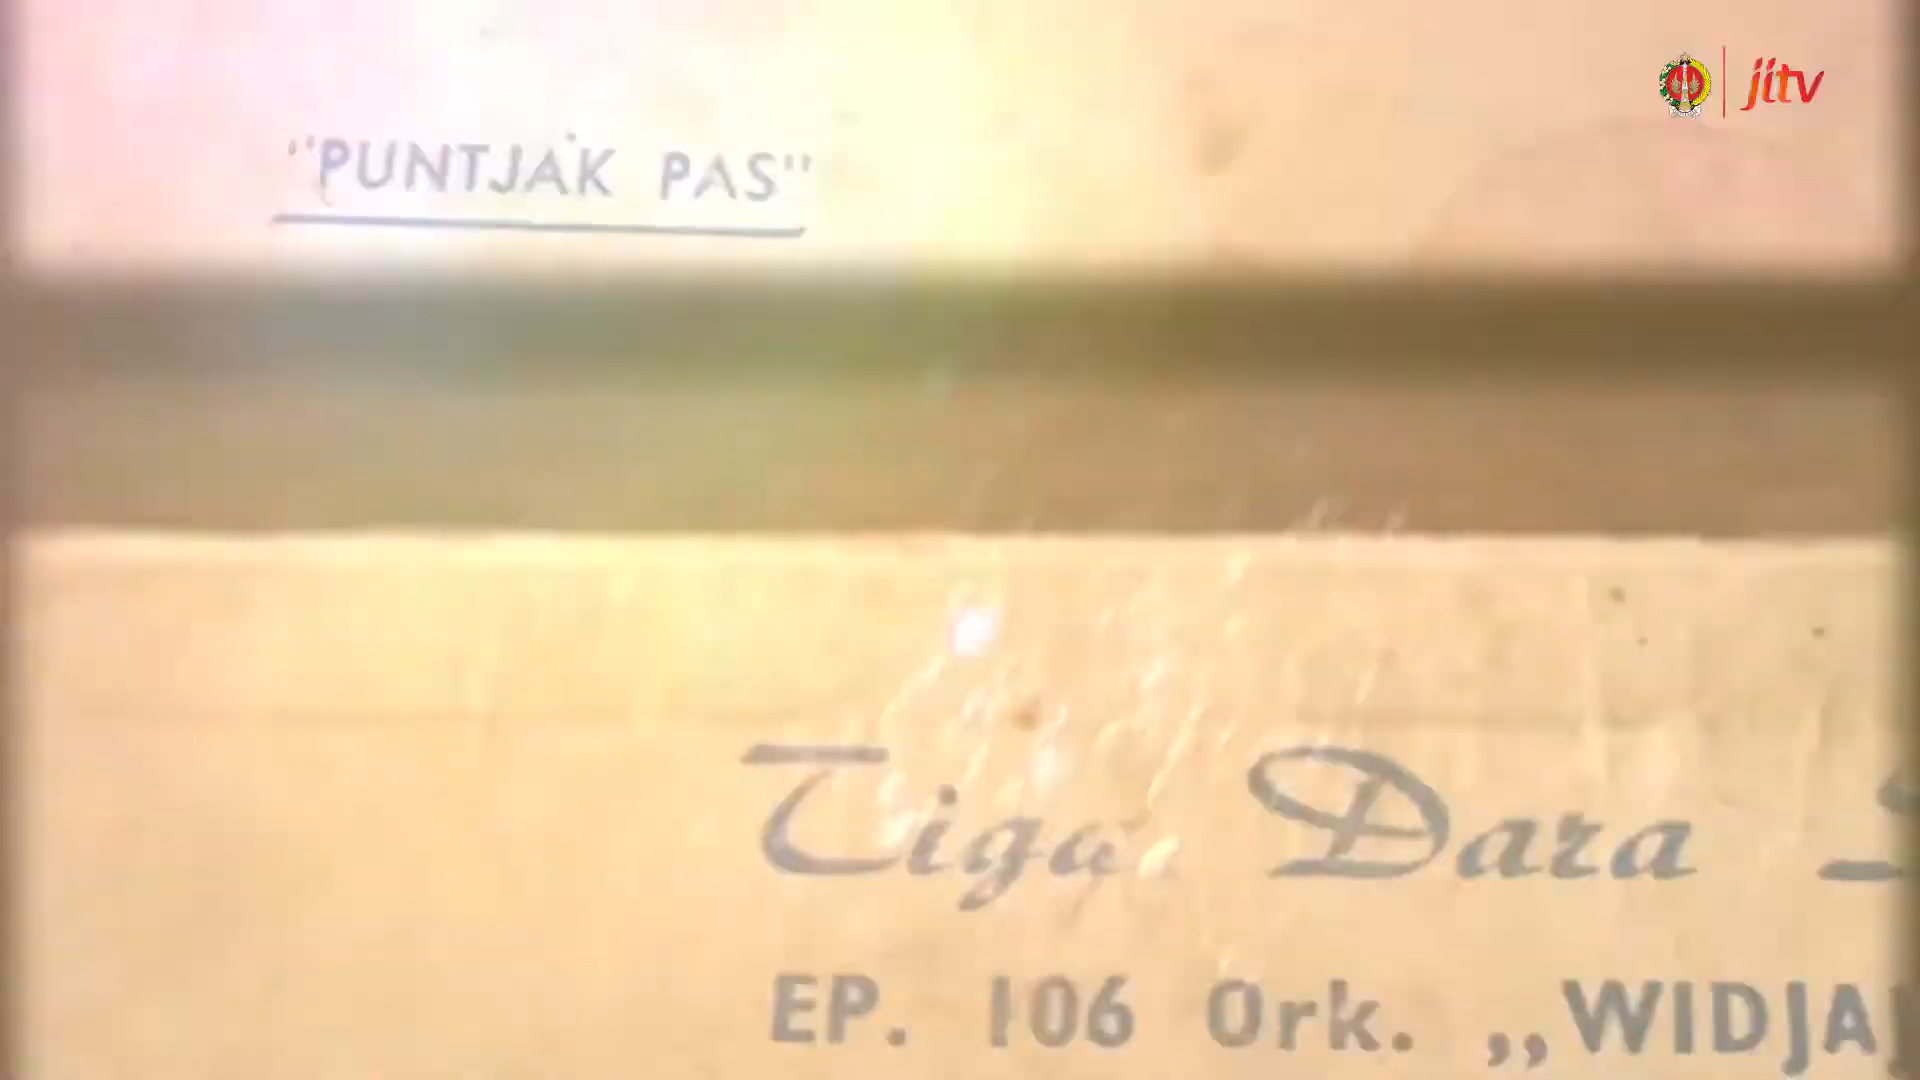 jitv
"PUNTJAK PAS"
Tiga Dara
EP. 106 Ork. „WIDJA